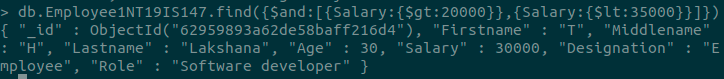 > db.Employee1NT19IS147.find({$and:[{Salary:{$gt:20000}},{Salary:{$lt:35000}}]})
{ "_id" : ObjectId("62959893a62de58baff216d4"), "Firstname" : "T", "Middlename"
: "H", "Lastname" : "Lakshana", "Age" : 30, "Salary" : 30000, "Designation" : "E
mployee", "Role" : "Software developer" }